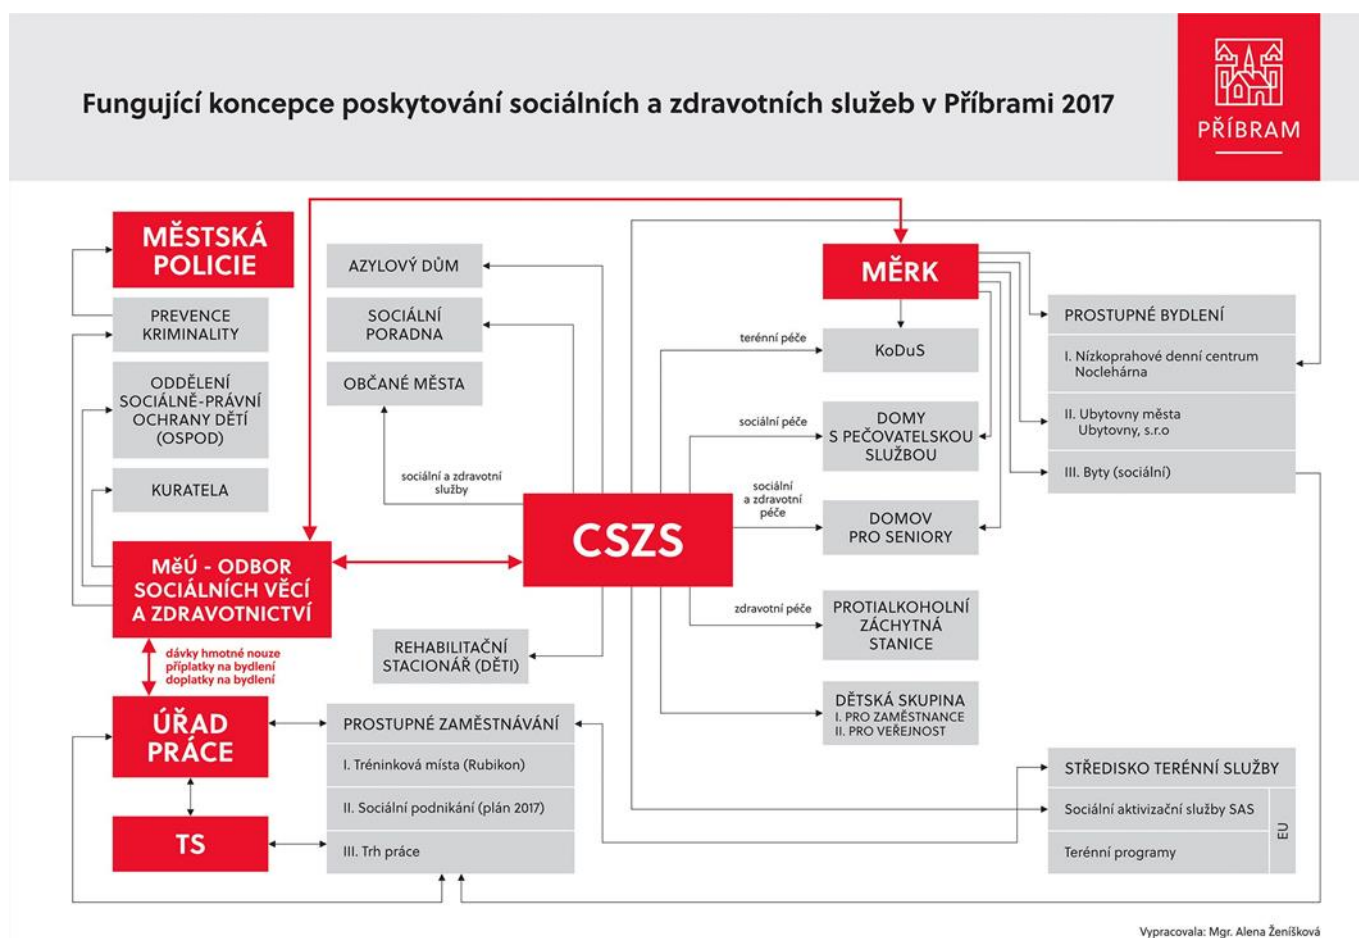 Fungující koncepce poskytování sociálních a zdravotních služeb v Příbrami 2017
PŘÍBRAM
MĚSTSKÁ
POLICIE
PREVENCE
KRIMINALITY
ODDĚLENÍ
SOCIÁLNĚ-PRÁVNÍ
OCHRANY DĚTÍ
(OSPOD)
KURATELA
MěÚ - ODBOR
SOCIÁLNÍCH VĚCÍ
A ZDRAVOTNICTVÍ
dávky hmotné nouze
příplatky na bydlení
doplatky na bydlení
ÚŘAD
PRÁCE
TS
AZYLOVÝ DŮM
SOCIÁLNÍ
PORADNA
OBČANÉ MĚSTA
sociální a zdravotní
služby
CSZS
REHABILITAČNÍ
STACIONÁŘ (DĚTI)
PROSTUPNÉ ZAMĚSTNÁVÁNÍ
I. Tréninková místa (Rubikon)
II. Sociální podnikání (plán 2017)
III. Trh práce
MĚRK
terénní péče
KoDuS
sociální péče
DOMY
S PEČOVATELSKOU
SLUŽBOU
sociální
a zdravotní
péče
DOMOV
PRO SENIORY
zdravotní péče
PROTIALKOHOLNÍ
ZÁCHYTNÁ
STANICE
DĚTSKÁ SKUPINA
I. PRO ZAMĚSTNANCE
II. PRO VEŘEJNOST
PROSTUPNÉ BYDLENÍ
I. Nízkoprahové denní centrum
Noclehárna
II. Ubytovny města
Ubytovny, s.r.o
III. Byty (sociální)
STŘEDISKO TERÉNNÍ SLUŽBY
Sociální aktivizační služby SAS
Terénní programy
EU
Vypracovala: Mgr. Alena Ženíšková